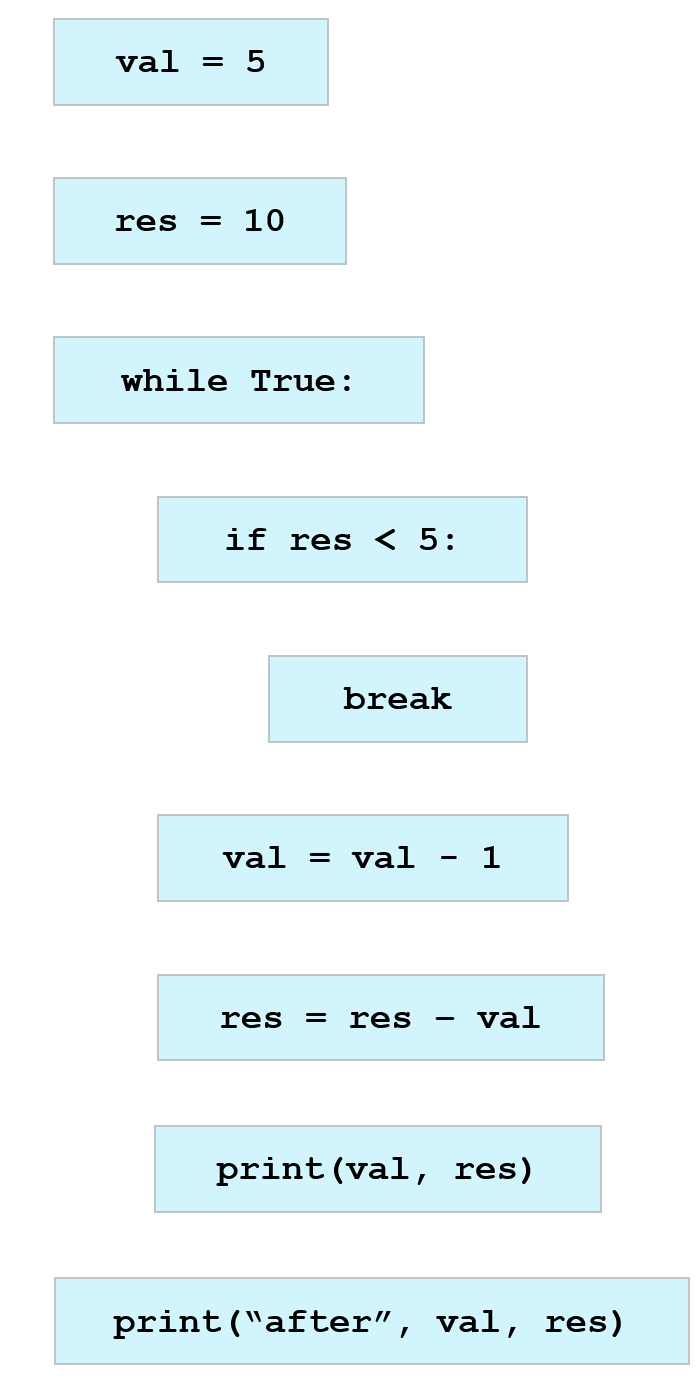 val = 5
res = 10
while True:
if res < 5:
break
val = val - 1
res = res – val
print(val, res)
print(“after”, val, res)